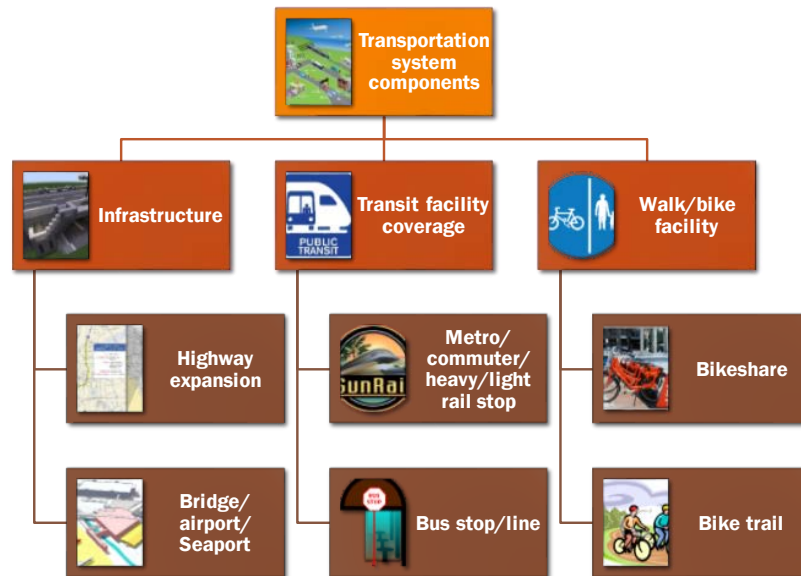 Transportation
system
components
Infrastructure
PUBLIC
TRANSIT
Transit facility
coverage
Walk/bike
facility
Highway
expansion
SunRail
Metro/
commuter/
heavy/light
rail stop
Bikeshare
Bridge/
airport/
Seaport
BUS
STOP
Bus stop/line
Bike trail